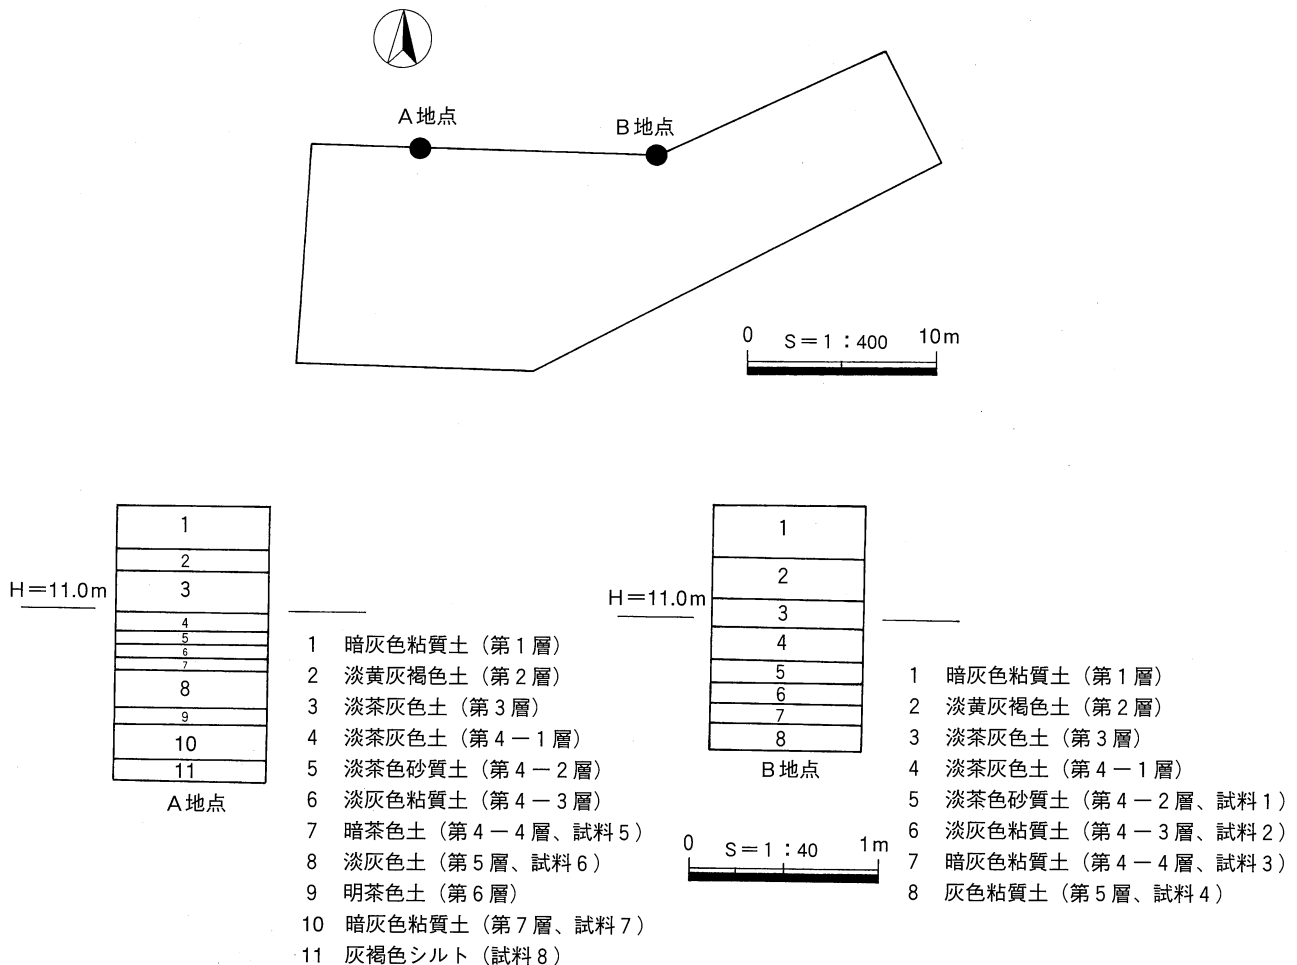 A地点
B地点
0 S=1:400 10m
1
2
3
4
5
6
7
8
9
10
11
H=11.0m
A地点
1 暗灰色粘質土(第1層)
2 淡黄灰褐色土(第2層)
3 淡茶灰色土(第3層)
4 淡茶灰色土(第4-1層)
5 淡茶色砂質土(第4-2層)
6 淡灰色粘質土(第4-3層)
7 暗茶色土(第4-4層、試料5)
8 淡灰色土(第5層、試料6)
9 明茶色土(第6層)
10 暗灰色粘質土(第7層、試料7)
11 灰褐色シルト(試料8)
1
2
3
4
5
6
7
8
H=11.0m
B地点
0 S=1:40 1m
1 暗灰色粘質土(第1層)
2 淡黄灰褐色土(第2層)
3 淡茶灰色土(第3層)
4 淡茶灰色土(第4-1層)
5 淡茶色砂質土(第4-2層、試料1)
6 淡灰色粘質土(第4-3層、試料2)
7 暗灰色粘質土(第4-4層、試料3)
8 灰色粘質土(第5層、試料4)